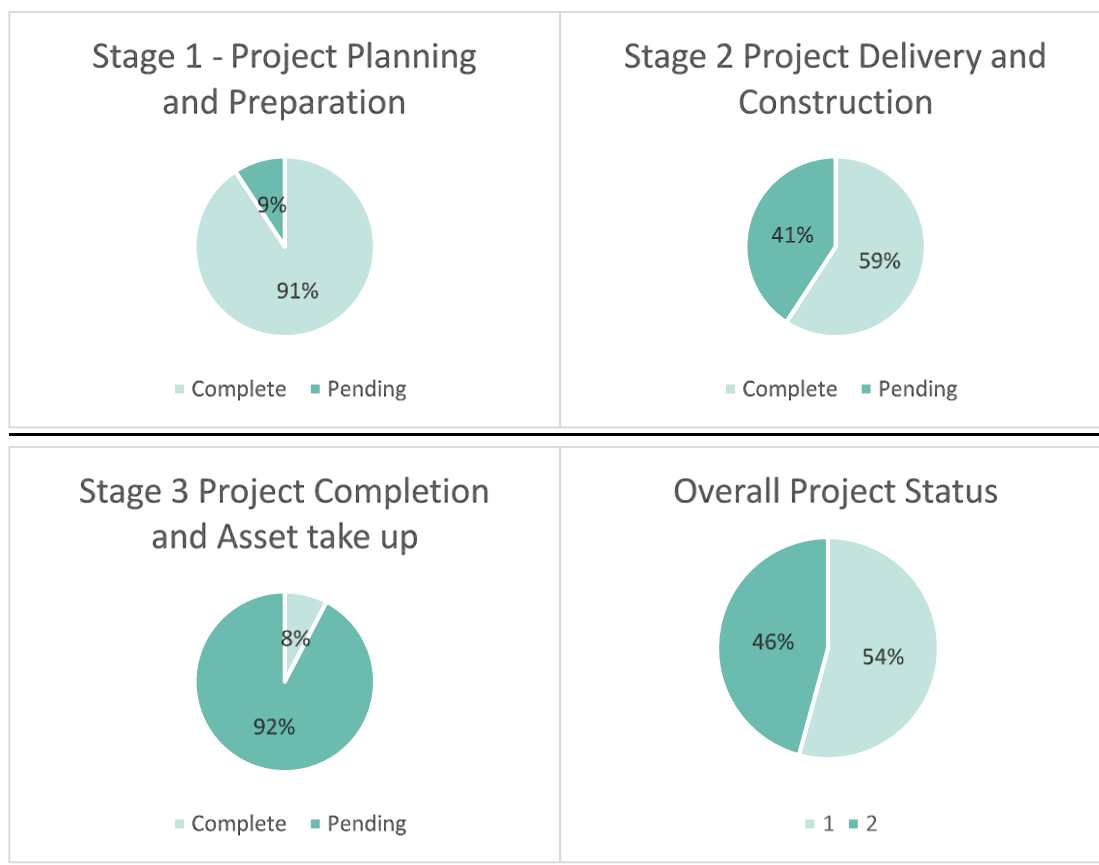 Stage 1 - Project Planning
and Preparation
9%
91%
Complete Pending
Stage 2 Project Delivery and
Construction
41%
59%
Complete Pending
Stage 3 Project Completion
and Asset take up
8%
92%
Complete Pending
Overall Project Status
46%
54%
1 2